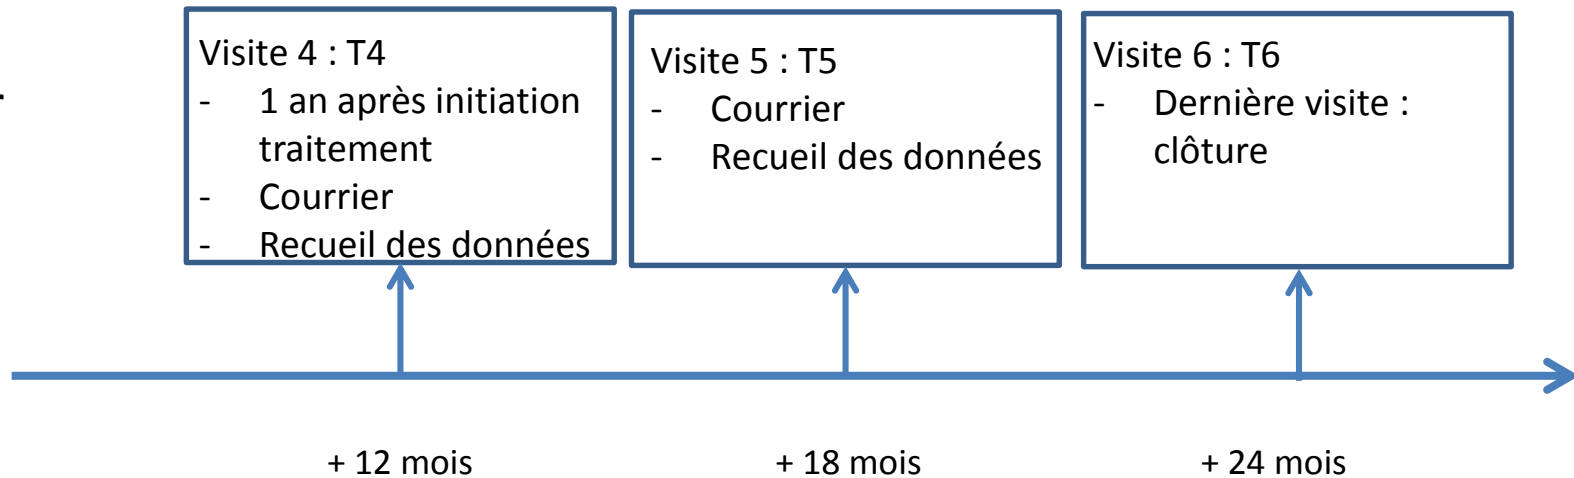 Visite 4 : T4
- 1 an après initiation
traitement
- Courrier
- Recueil des données
Visite 5 : T5
- Courrier
- Recueil des données
Visite 6 : T6
- Dernière visite :
clôture
+ 12 mois
+ 18 mois
+ 24 mois